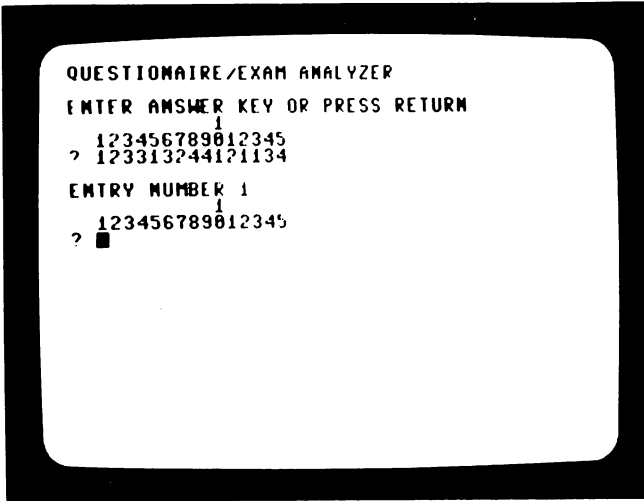 QUESTIONAIRE/EXAM ANALYZER
ENTER ANSWER KEY OR PRESS RETURN
1
123456789012345
? 123313244121134
ENTRY NUMBER 1
1
123456789012345
?